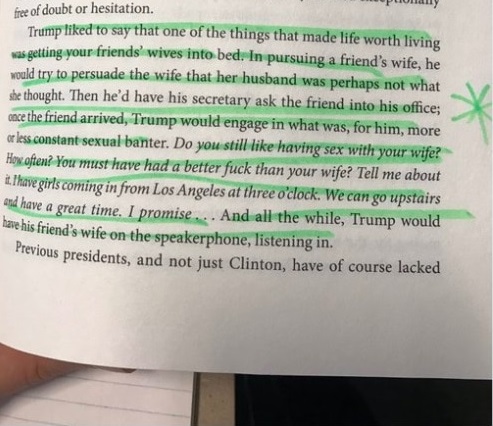 free of doubt or hesitation.
Trump liked to say that one of the things that made life worth living
was getting your friends' wives into bed. In pursuing a friend's wife, he
would try to persuade the wife that her husband was perhaps not what
she thought. Then he'd have his secretary ask the friend into his office;
once the friend arrived, Trump would engage in what was, for him, more
or less constant sexual banter. Do you still like having sex with your wife?
How often? You must have had a better fuck than your wife? Tell me about
it. I have girls coming in from Los Angeles at three o'clock. We can go upstairs
and have a great time. I promise . . . And all the while, Trump would
have his friend's wife on the speakerphone, listening in.
Previous presidents, and not just Clinton, have of course lacked